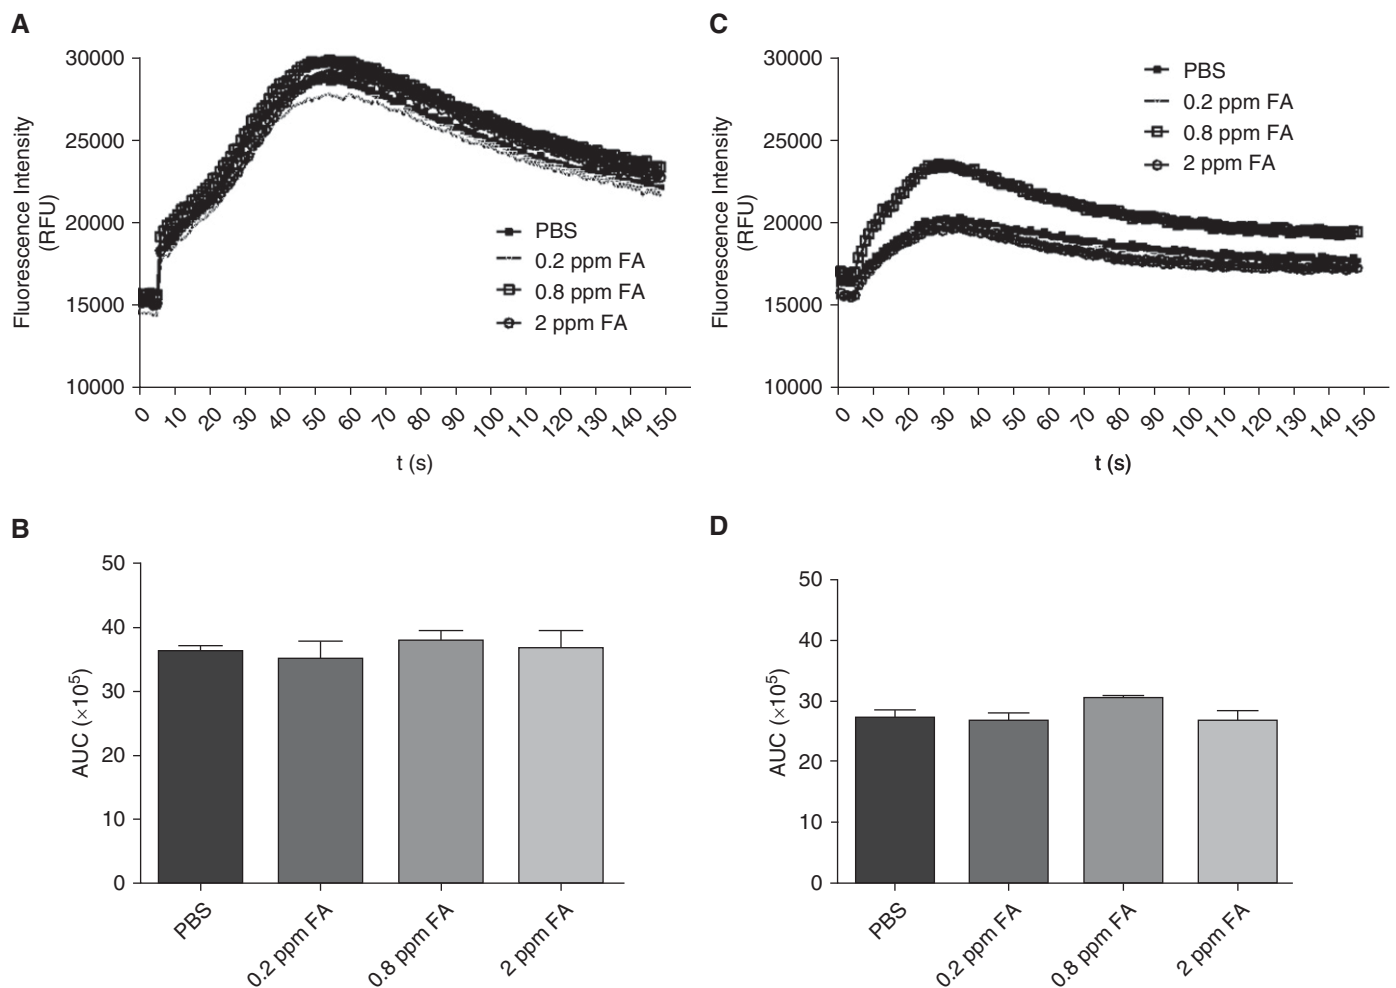 A
30000
25000
20000
15000
10000
Fluorescence Intensity
(RFU)
PBS
0.2 ppm FA
0.8 ppm FA
2 ppm FA
0 10 20 30 40 50 60 70 80 90 100 110 120 130 140 150
t (s)
C
30000
25000
20000
15000
10000
Fluorescence Intensity
(RFU)
PBS
0.2 ppm FA
0.8 ppm FA
2 ppm FA
0 10 20 30 40 50 60 70 80 90 100 110 120 130 140 150
t (s)
B
50
40
30
20
10
0
AUC (×10⁵)
PBS
0.2 ppm FA
0.8 ppm FA
2 ppm FA
D
50
40
30
20
10
0
AUC (×10⁵)
PBS
0.2 ppm FA
0.8 ppm FA
2 ppm FA